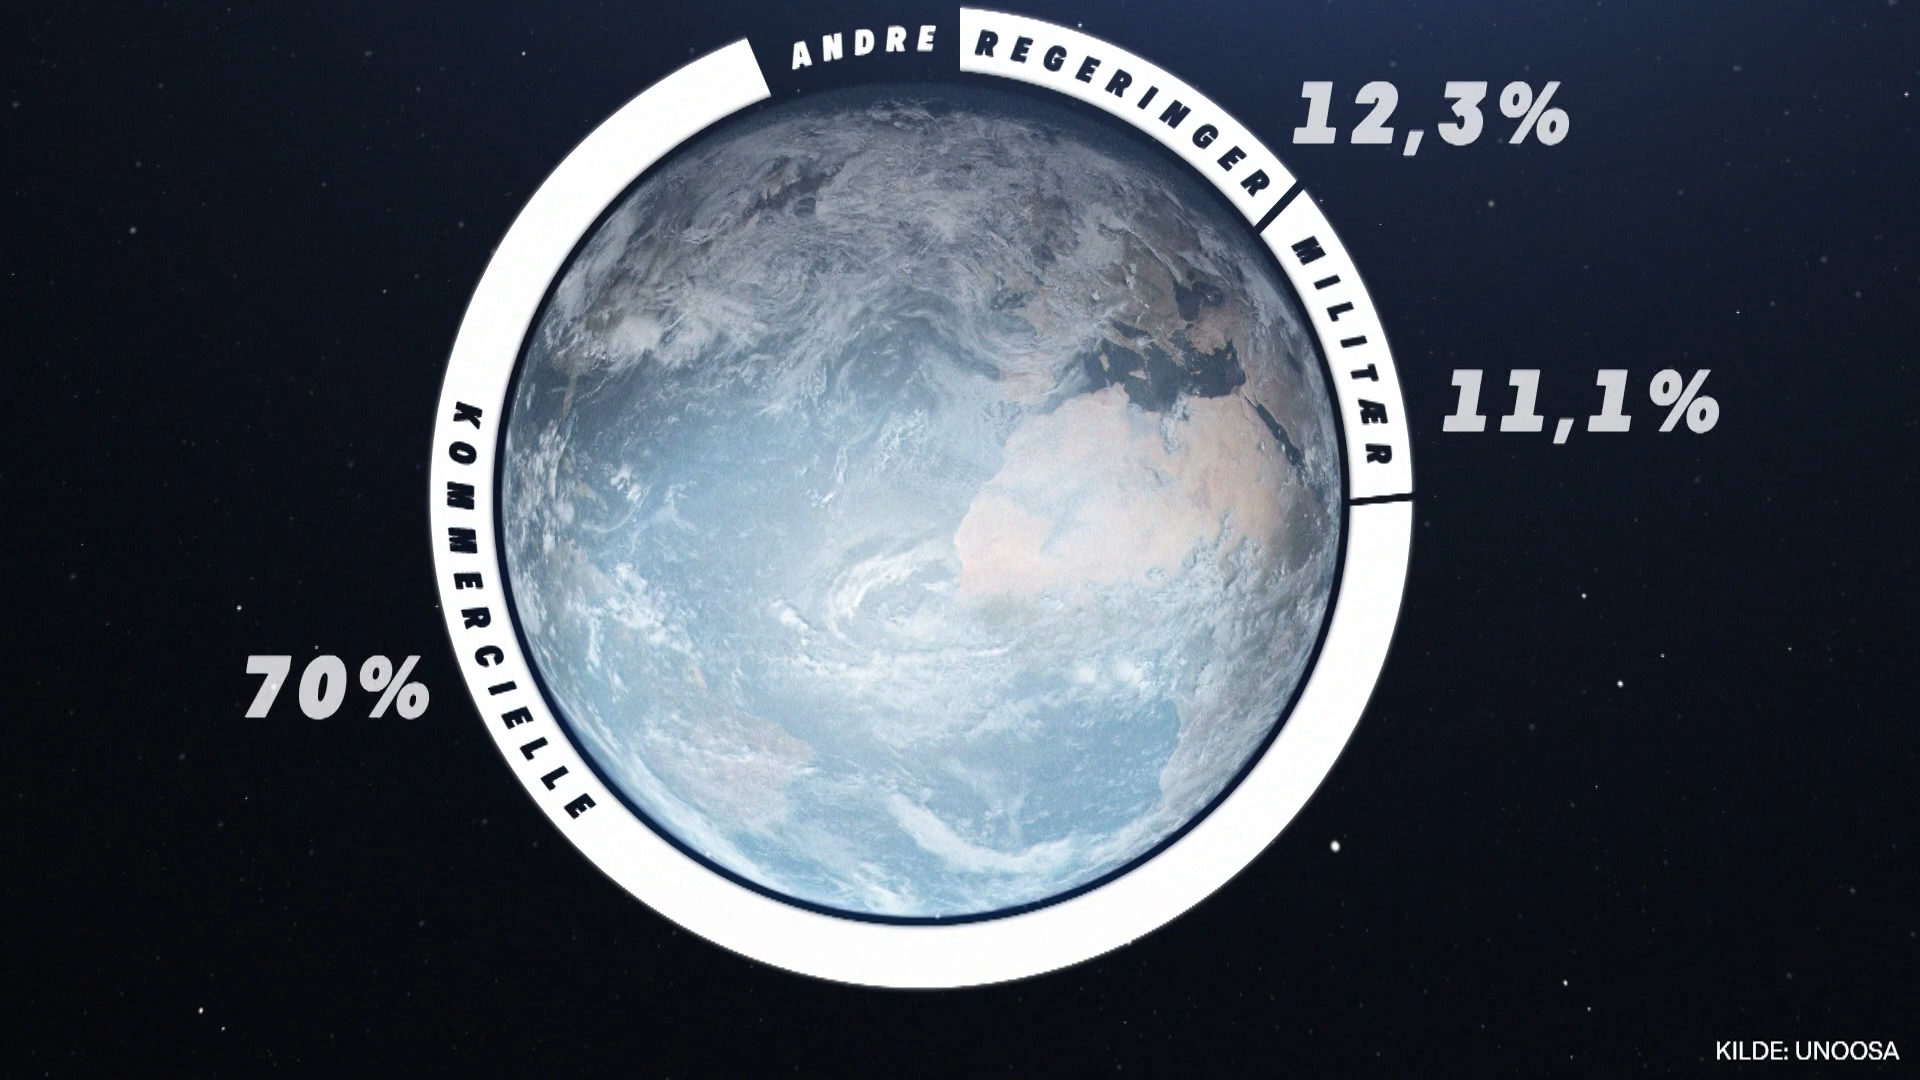 ANDRE
REGERINGER
12,3%
MILITÆR
11,1%
KOMMERCIELLE
70%
KILDE: UNOOSA